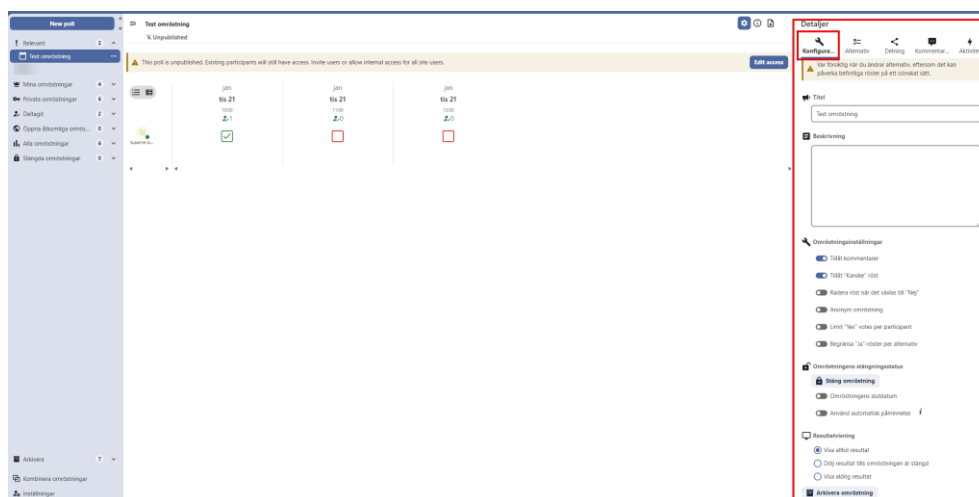 New poll
Relevant 2
Test omröstning
Mina omröstningar 4
Privata omröstningar 6
Deltagit 2
Öppna åtkomliga omrös... 0
Alla omröstningar 6
Stängda omröstningar 0
Arkivera 7
Kombinera omröstningar
Inställningar
Test omröstning
Unpublished
This poll is unpublished. Existing participants will still have access. Invite users or allow internal access for all site users.
Edit access
jan
tis 21
10:00
1
jan
tis 21
11:00
0
jan
tis 21
12:00
0
Detaljer
Konfigura... Alternativ Delning Kommentar... Aktivitet
Var försiktig när du ändrar alternativ, eftersom det kan
påverka befintliga röster på ett oönskat sätt.
Titel
Test omröstning
Beskrivning
Omröstningsinställningar
Tillåt kommentarer
Tillåt "Kanske" röst
Radera röst när det växlas till "Nej"
Anonym omröstning
Limit "Yes" votes per participant
Begränsa "Ja"-röster per alternativ
Omröstningens stängningsstatus
Stäng omröstning
Omröstningens slutdatum
Använd automatisk påminnelse i
Resultatvisning
Visa alltid resultat
Dölj resultat tills omröstningen är stängd
Visa aldrig resultat
Arkivera omröstning